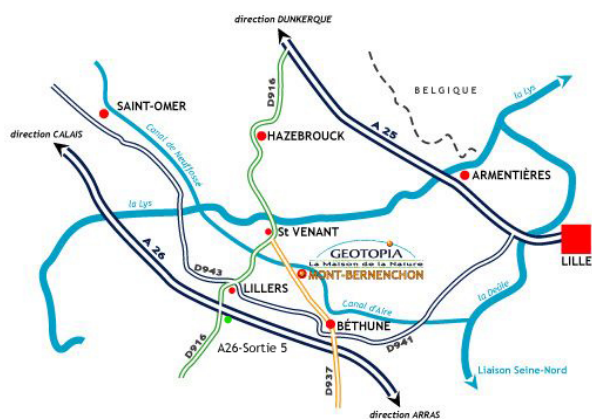 direction DUNKERQUE
D916
BELGIQUE
la Lys
SAINT-OMER
A 25
direction CALAIS
Canal de Neuffossé
HAZEBROUCK
ARMENTIÈRES
la Lys
St VENANT
A 26
GEOTOPIA
La Maison de la Nature
MONT-BERNENCHON
LILLE
D943
LILLERS
la Deûle
Canal d'Aire
BÉTHUNE
D941
D916
A26-Sortie 5
D937
Liaison Seine-Nord
direction ARRAS